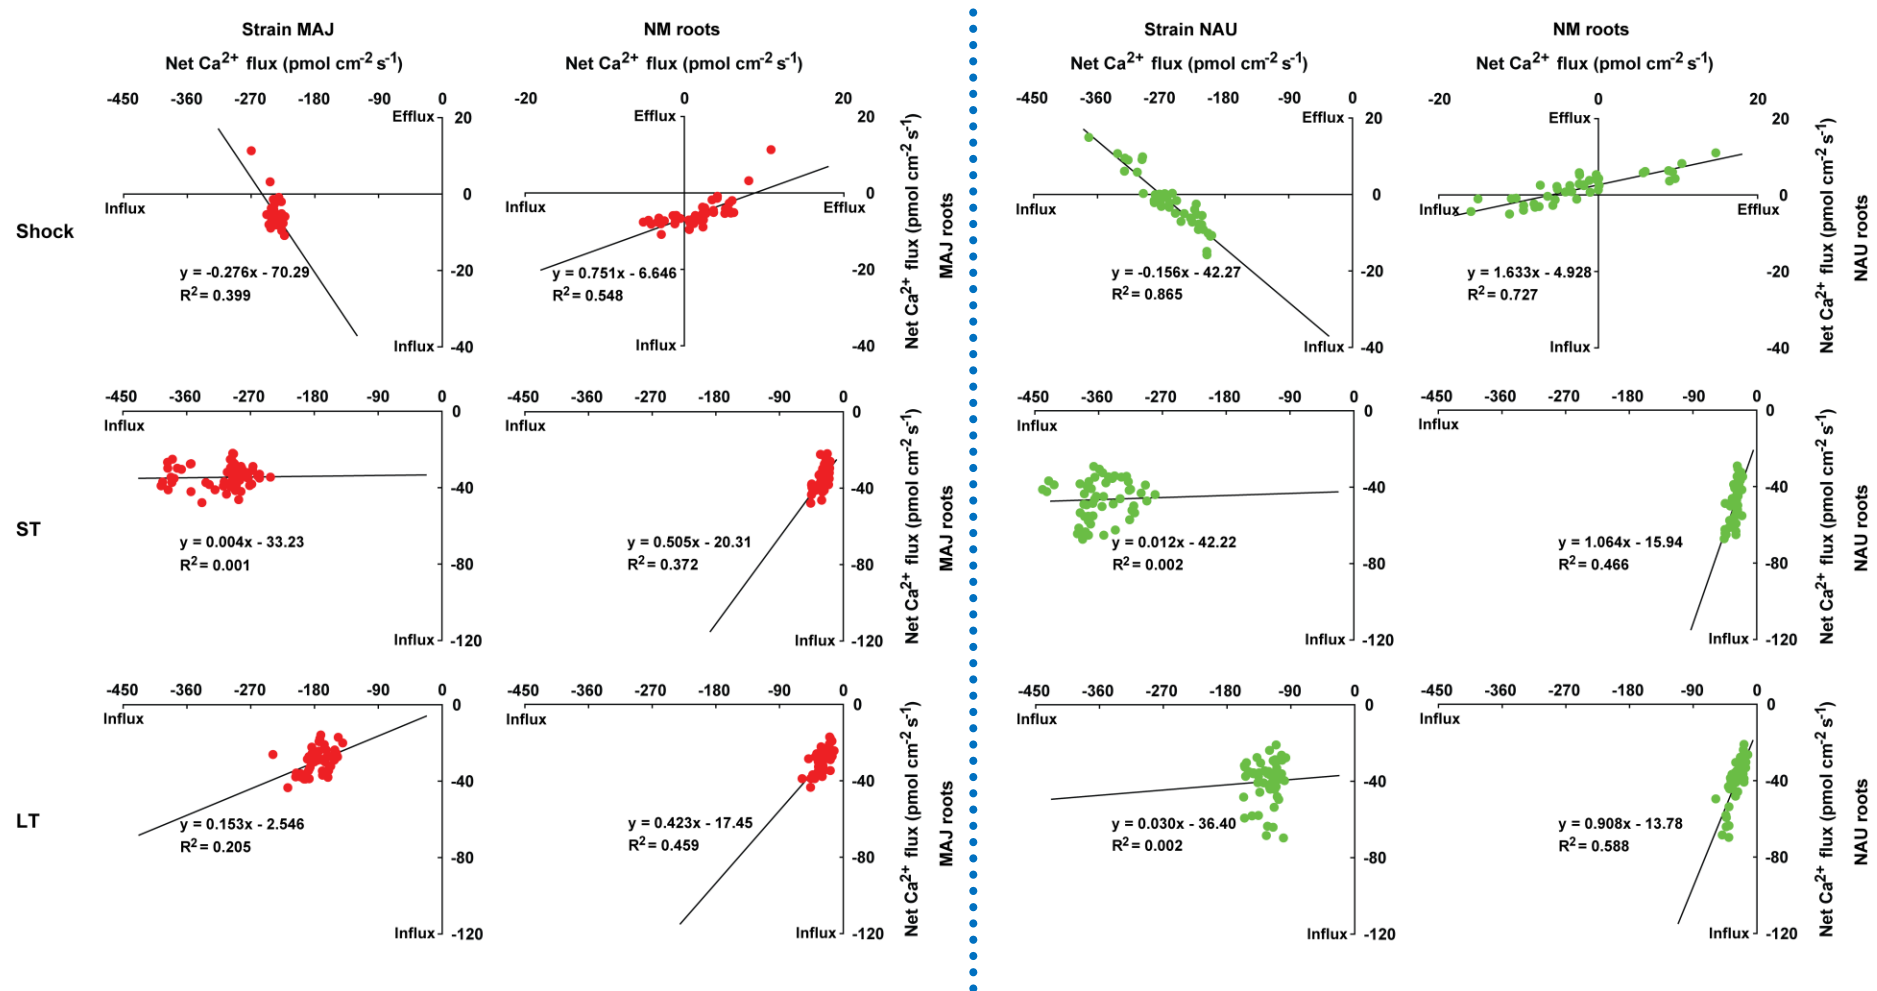 Strain MAJ
NM roots
Strain NAU
NM roots
Net Ca²⁺ flux (pmol cm⁻² s⁻¹)
Net Ca²⁺ flux (pmol cm⁻² s⁻¹)
Net Ca²⁺ flux (pmol cm⁻² s⁻¹)
Net Ca²⁺ flux (pmol cm⁻² s⁻¹)
Shock
-450 -360 -270 -180 -90 0
Efflux 20
0
Influx
-20
y = -0.276x - 70.29
R² = 0.399
Influx -40
-20 0 20
Efflux 20
0
Influx Efflux
-20
y = 0.751x - 6.646
R² = 0.548
Influx -40
Net Ca²⁺ flux (pmol cm⁻² s⁻¹)
MAJ roots
-450 -360 -270 -180 -90 0
Efflux 20
0
Influx
-20
y = -0.156x - 42.27
R² = 0.865
Influx -40
-20 0 20
Efflux 20
0
Influx Efflux
-20
y = 1.633x - 4.928
R² = 0.727
Influx -40
Net Ca²⁺ flux (pmol cm⁻² s⁻¹)
NAU roots
ST
-450 -360 -270 -180 -90 0
0
Influx
-40
y = 0.004x - 33.23
R² = 0.001
-80
Influx -120
-450 -360 -270 -180 -90 0
0
Influx
-40
y = 0.505x - 20.31
R² = 0.372
-80
Influx -120
Net Ca²⁺ flux (pmol cm⁻² s⁻¹)
MAJ roots
-450 -360 -270 -180 -90 0
0
Influx
-40
y = 0.012x - 42.22
R² = 0.002
-80
Influx -120
-450 -360 -270 -180 -90 0
0
Influx
-40
y = 1.064x - 15.94
R² = 0.466
-80
Influx -120
Net Ca²⁺ flux (pmol cm⁻² s⁻¹)
NAU roots
LT
-450 -360 -270 -180 -90 0
0
Influx
-40
y = 0.153x - 2.546
R² = 0.205
-80
Influx -120
-450 -360 -270 -180 -90 0
0
Influx
-40
y = 0.423x - 17.45
R² = 0.459
-80
Influx -120
Net Ca²⁺ flux (pmol cm⁻² s⁻¹)
MAJ roots
-450 -360 -270 -180 -90 0
0
Influx
-40
y = 0.030x - 36.40
R² = 0.002
-80
Influx -120
-450 -360 -270 -180 -90 0
0
Influx
-40
y = 0.908x - 13.78
R² = 0.588
-80
Influx -120
Net Ca²⁺ flux (pmol cm⁻² s⁻¹)
NAU roots